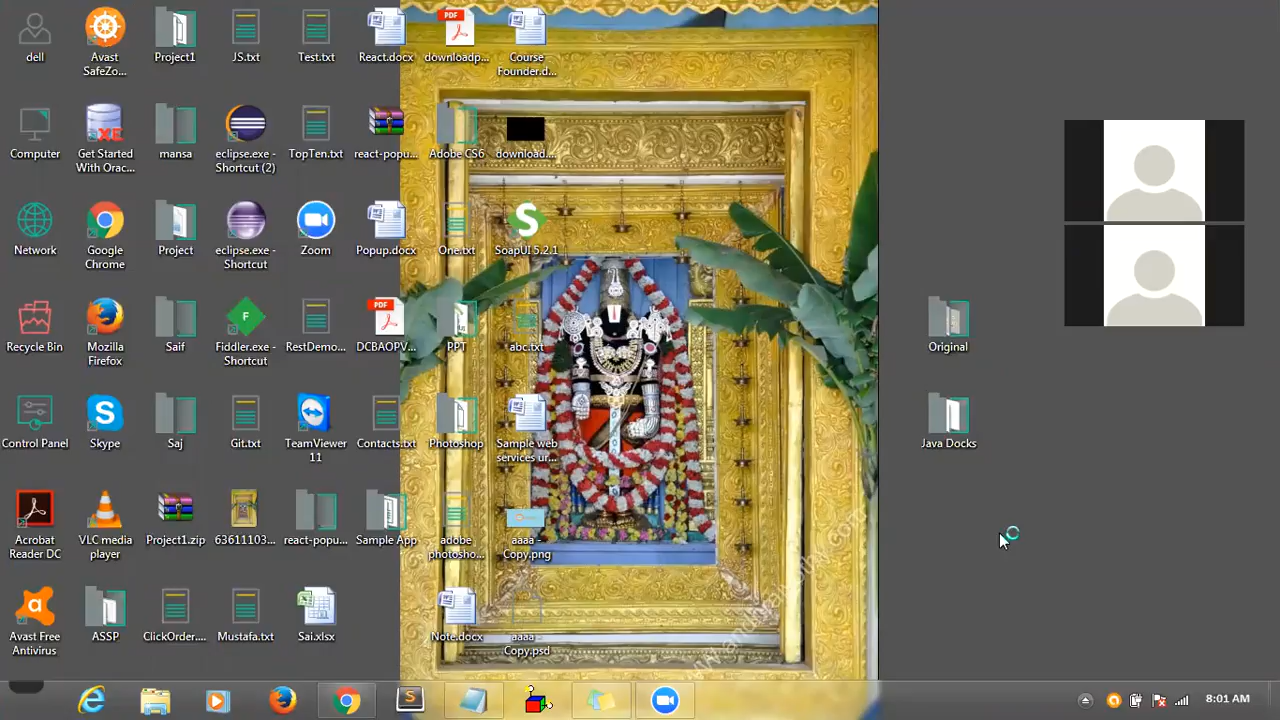 dell
Avast
SafeZo...
Project1
JS.txt
Test.txt
React.docx
PDF
downloadp...
Course
Founder.d...
Computer
XE
Get Started
With Orac...
mansa
eclipse.exe -
Shortcut (2)
TopTen.txt
react-popu...
Adobe CS6
download....
Network
Google
Chrome
Project
eclipse.exe -
Shortcut
Zoom
Popup.docx
One.txt
S
SoapUI 5.2.1
Recycle Bin
Mozilla
Firefox
Saif
F
Fiddler.exe -
Shortcut
RestDemo...
PDF
DCBAOPV...
PPT
abc.txt
Original
Control Panel
S
Skype
Saj
Git.txt
TeamViewer
11
Contacts.txt
Photoshop
Sample web
services ur...
Java Docks
Acrobat
Reader DC
VLC media
player
Project1.zip
63611103...
react-popu...
Sample App
adobe
photosho...
aaaa -
Copy.png
a
Avast Free
Antivirus
ASSP
ClickOrder....
Mustafa.txt
Sai.xlsx
Note.docx
aaaa -
Copy.psd
S
8:01 AM